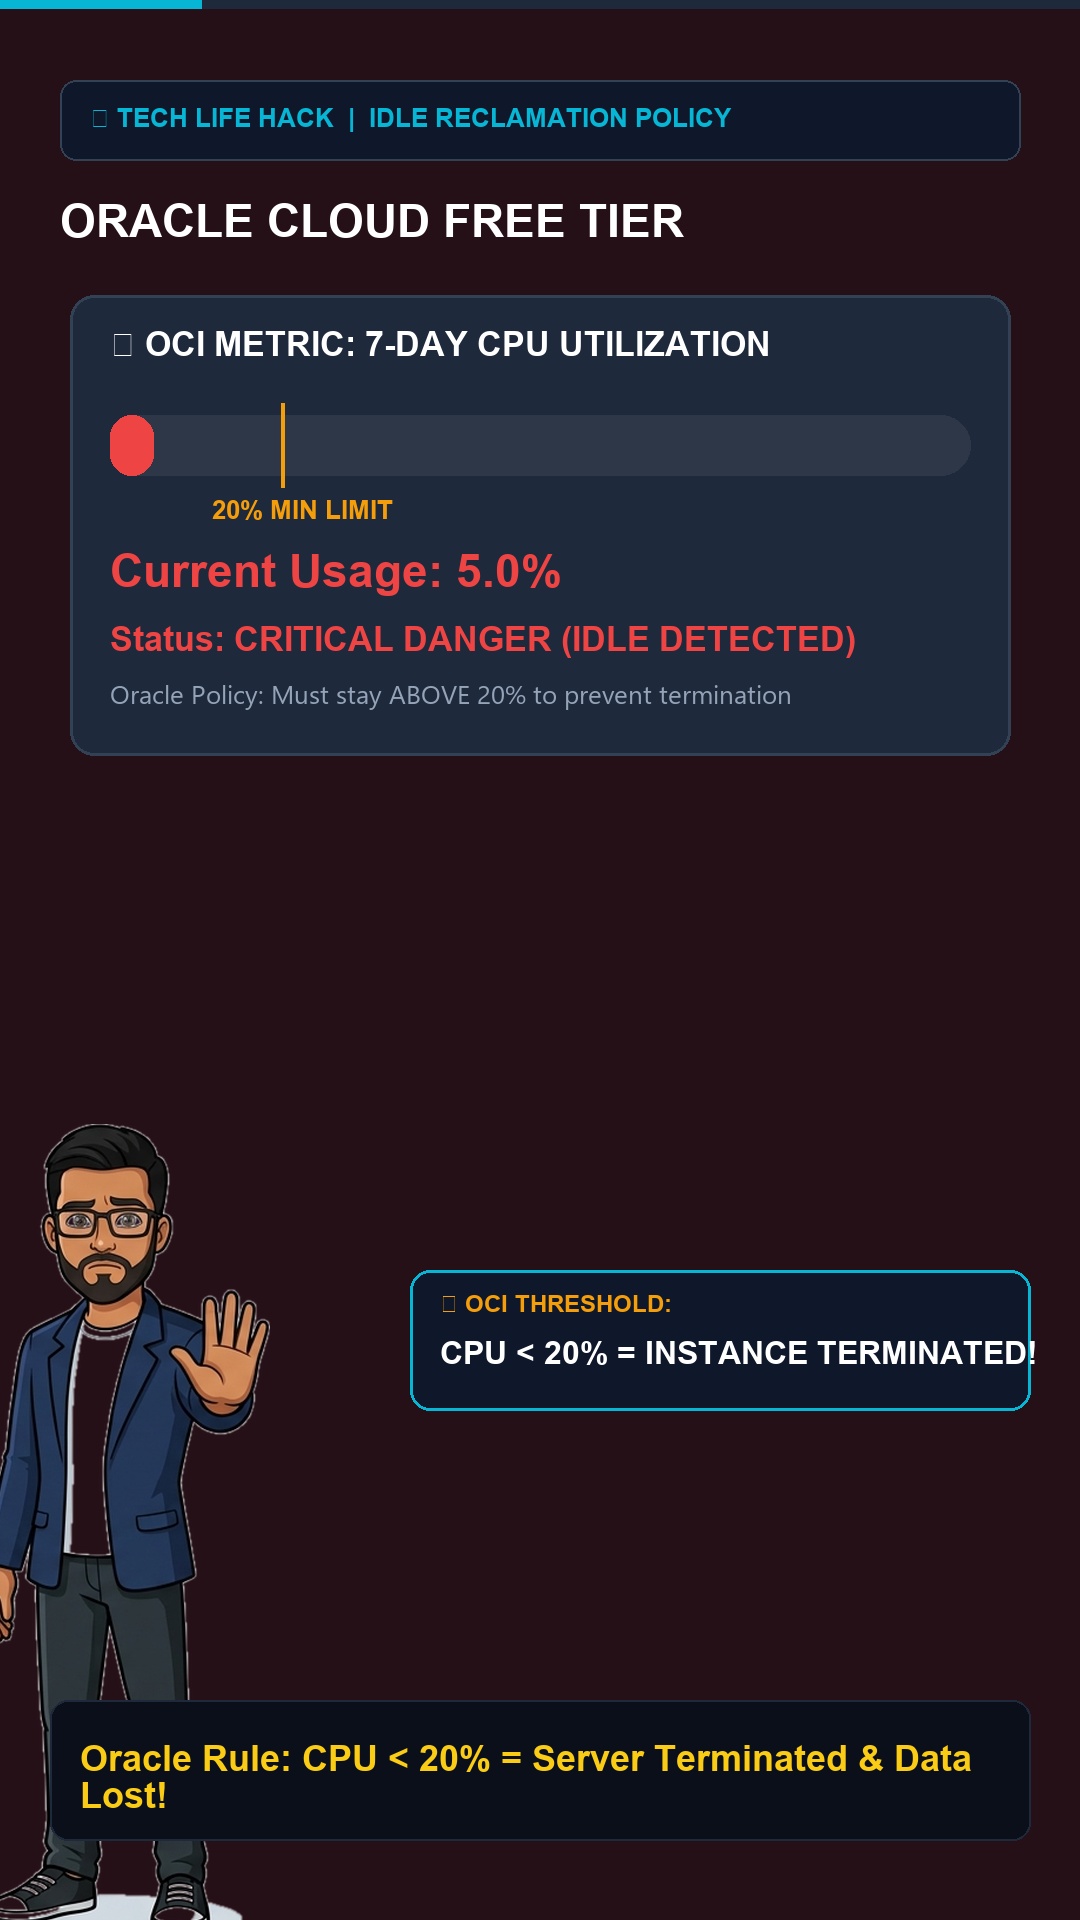 TECH LIFE HACK | IDLE RECLAMATION POLICY
ORACLE CLOUD FREE TIER
OCI METRIC: 7-DAY CPU UTILIZATION
20% MIN LIMIT
Current Usage: 5.0%
Status: CRITICAL DANGER (IDLE DETECTED)
Oracle Policy: Must stay ABOVE 20% to prevent termination
OCI THRESHOLD:
CPU < 20% = INSTANCE TERMINATED!
Oracle Rule: CPU < 20% = Server Terminated & Data
Lost!